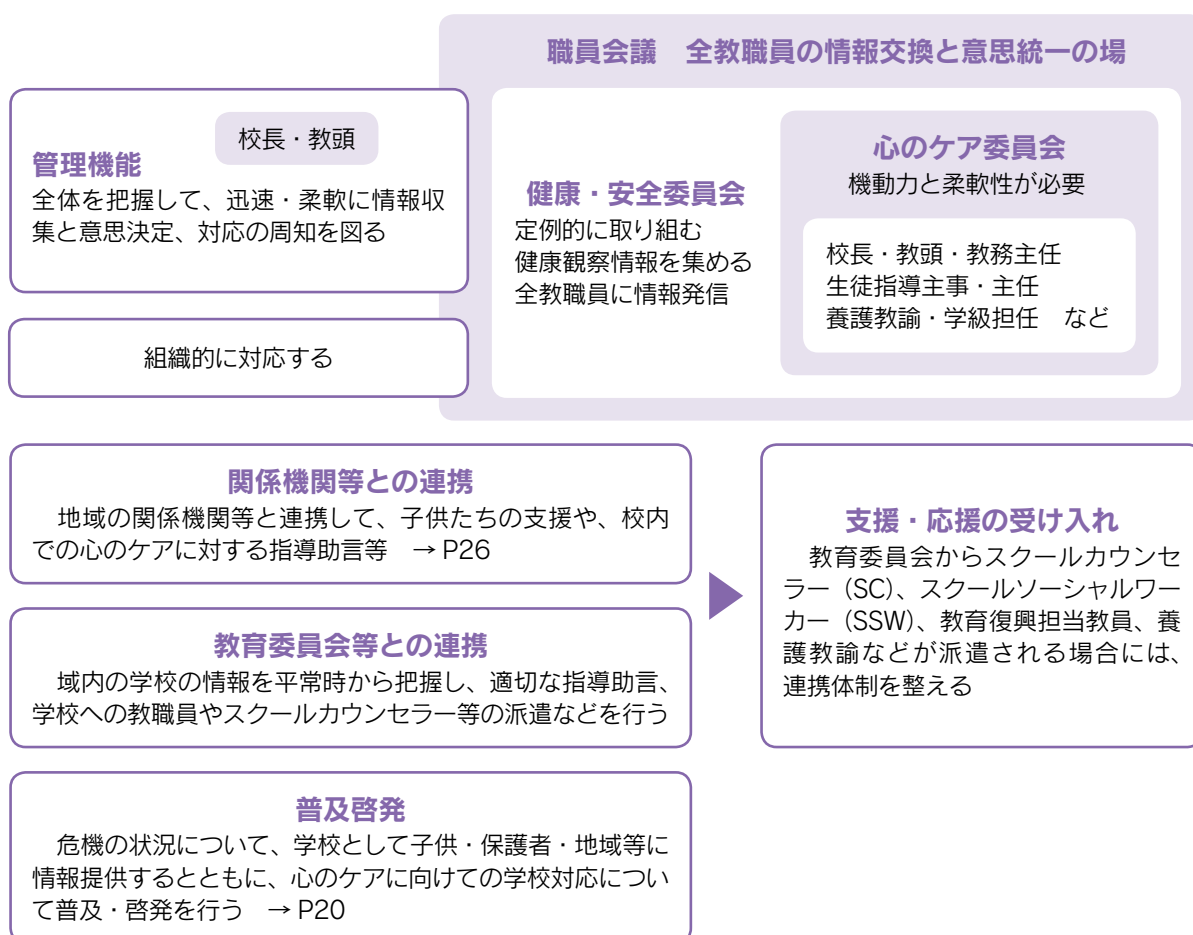 職員会議　全教職員の情報交換と意思統一の場
校長・教頭
管理機能
全体を把握して、迅速・柔軟に情報収
集と意思決定、対応の周知を図る
組織的に対応する
健康・安全委員会
定例的に取り組む
健康観察情報を集める
全教職員に情報発信
心のケア委員会
機動力と柔軟性が必要
校長・教頭・教務主任
生徒指導主事・主任
養護教諭・学級担任　など
関係機関等との連携
　地域の関係機関等と連携して、子供たちの支援や、校内
での心のケアに対する指導助言等　→ P26
教育委員会等との連携
　域内の学校の情報を平常時から把握し、適切な指導助言、
学校への教職員やスクールカウンセラー等の派遣などを行う
普及啓発
　危機の状況について、学校として子供・保護者・地域等に
情報提供するとともに、心のケアに向けての学校対応につい
て普及・啓発を行う　→ P20
支援・応援の受け入れ
　教育委員会からスクールカウンセ
ラー（SC）、スクールソーシャルワー
カー（SSW）、教育復興担当教員、養
護教諭などが派遣される場合には、
連携体制を整える